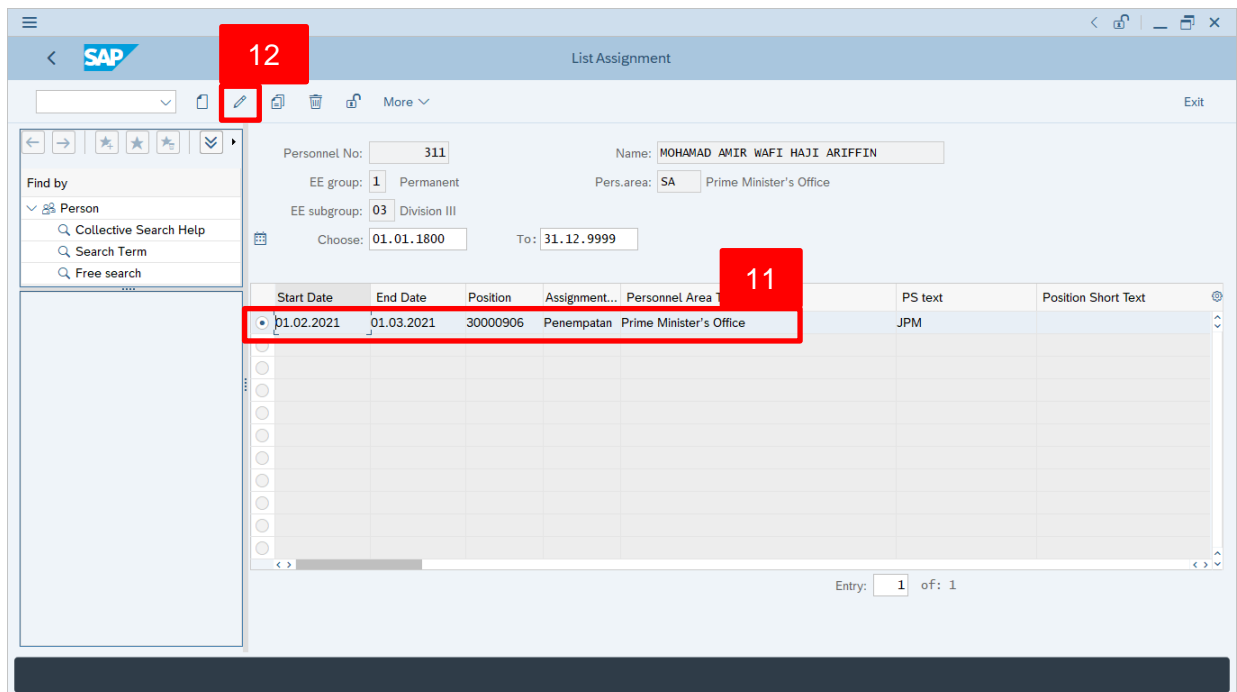 12
SAP
List Assignment
More
Exit
Personnel No: 311
Name: MOHAMAD AMIR WAFI HAJI ARIFFIN
Find by
EE group: 1 Permanent
Pers.area: SA Prime Minister's Office
Person
EE subgroup: 03 Division III
Collective Search Help
Choose: 01.01.1800 To: 31.12.9999
Search Term
Free search
11
Start Date End Date Position Assignment... Personnel Area PS text Position Short Text
01.02.2021 01.03.2021 30000906 Penempatan Prime Minister's Office JPM
Entry: 1 of: 1